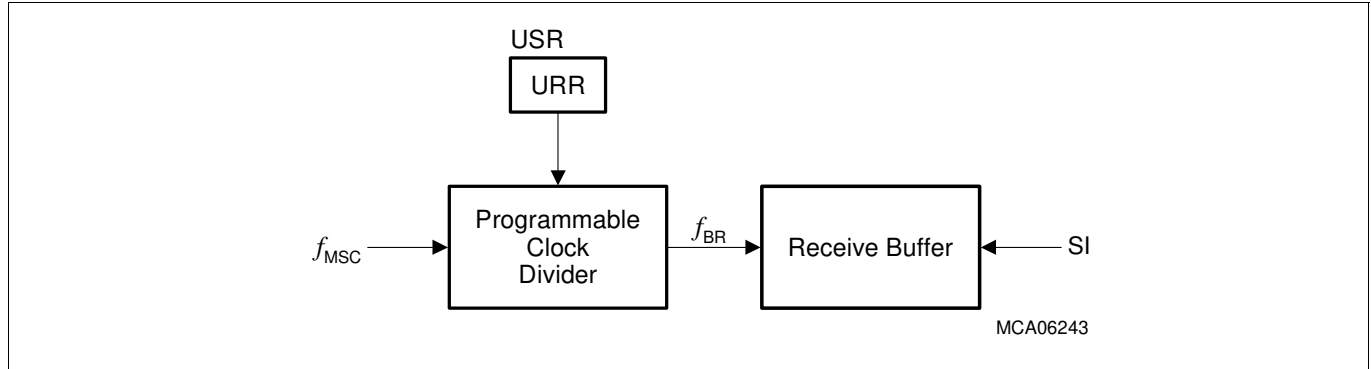 USR
URR
Programmable
Clock
Divider
fMSC
fBR
Receive Buffer
SI
MCA06243